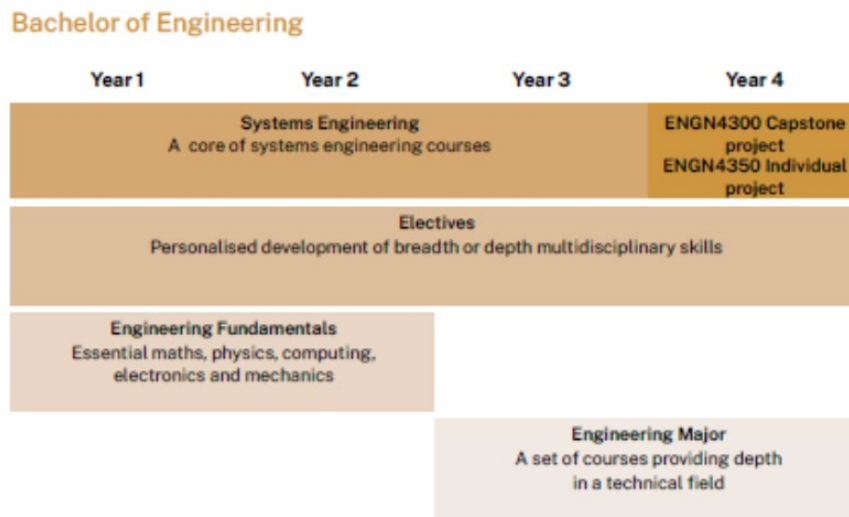 Bachelor of Engineering
Year 1 Year 2 Year 3 Year 4
Systems Engineering
A core of systems engineering courses
ENGN4300 Capstone
project
ENGN4350 Individual
project
Electives
Personalised development of breadth or depth multidisciplinary skills
Engineering Fundamentals
Essential maths, physics, computing,
electronics and mechanics
Engineering Major
A set of courses providing depth
in a technical field